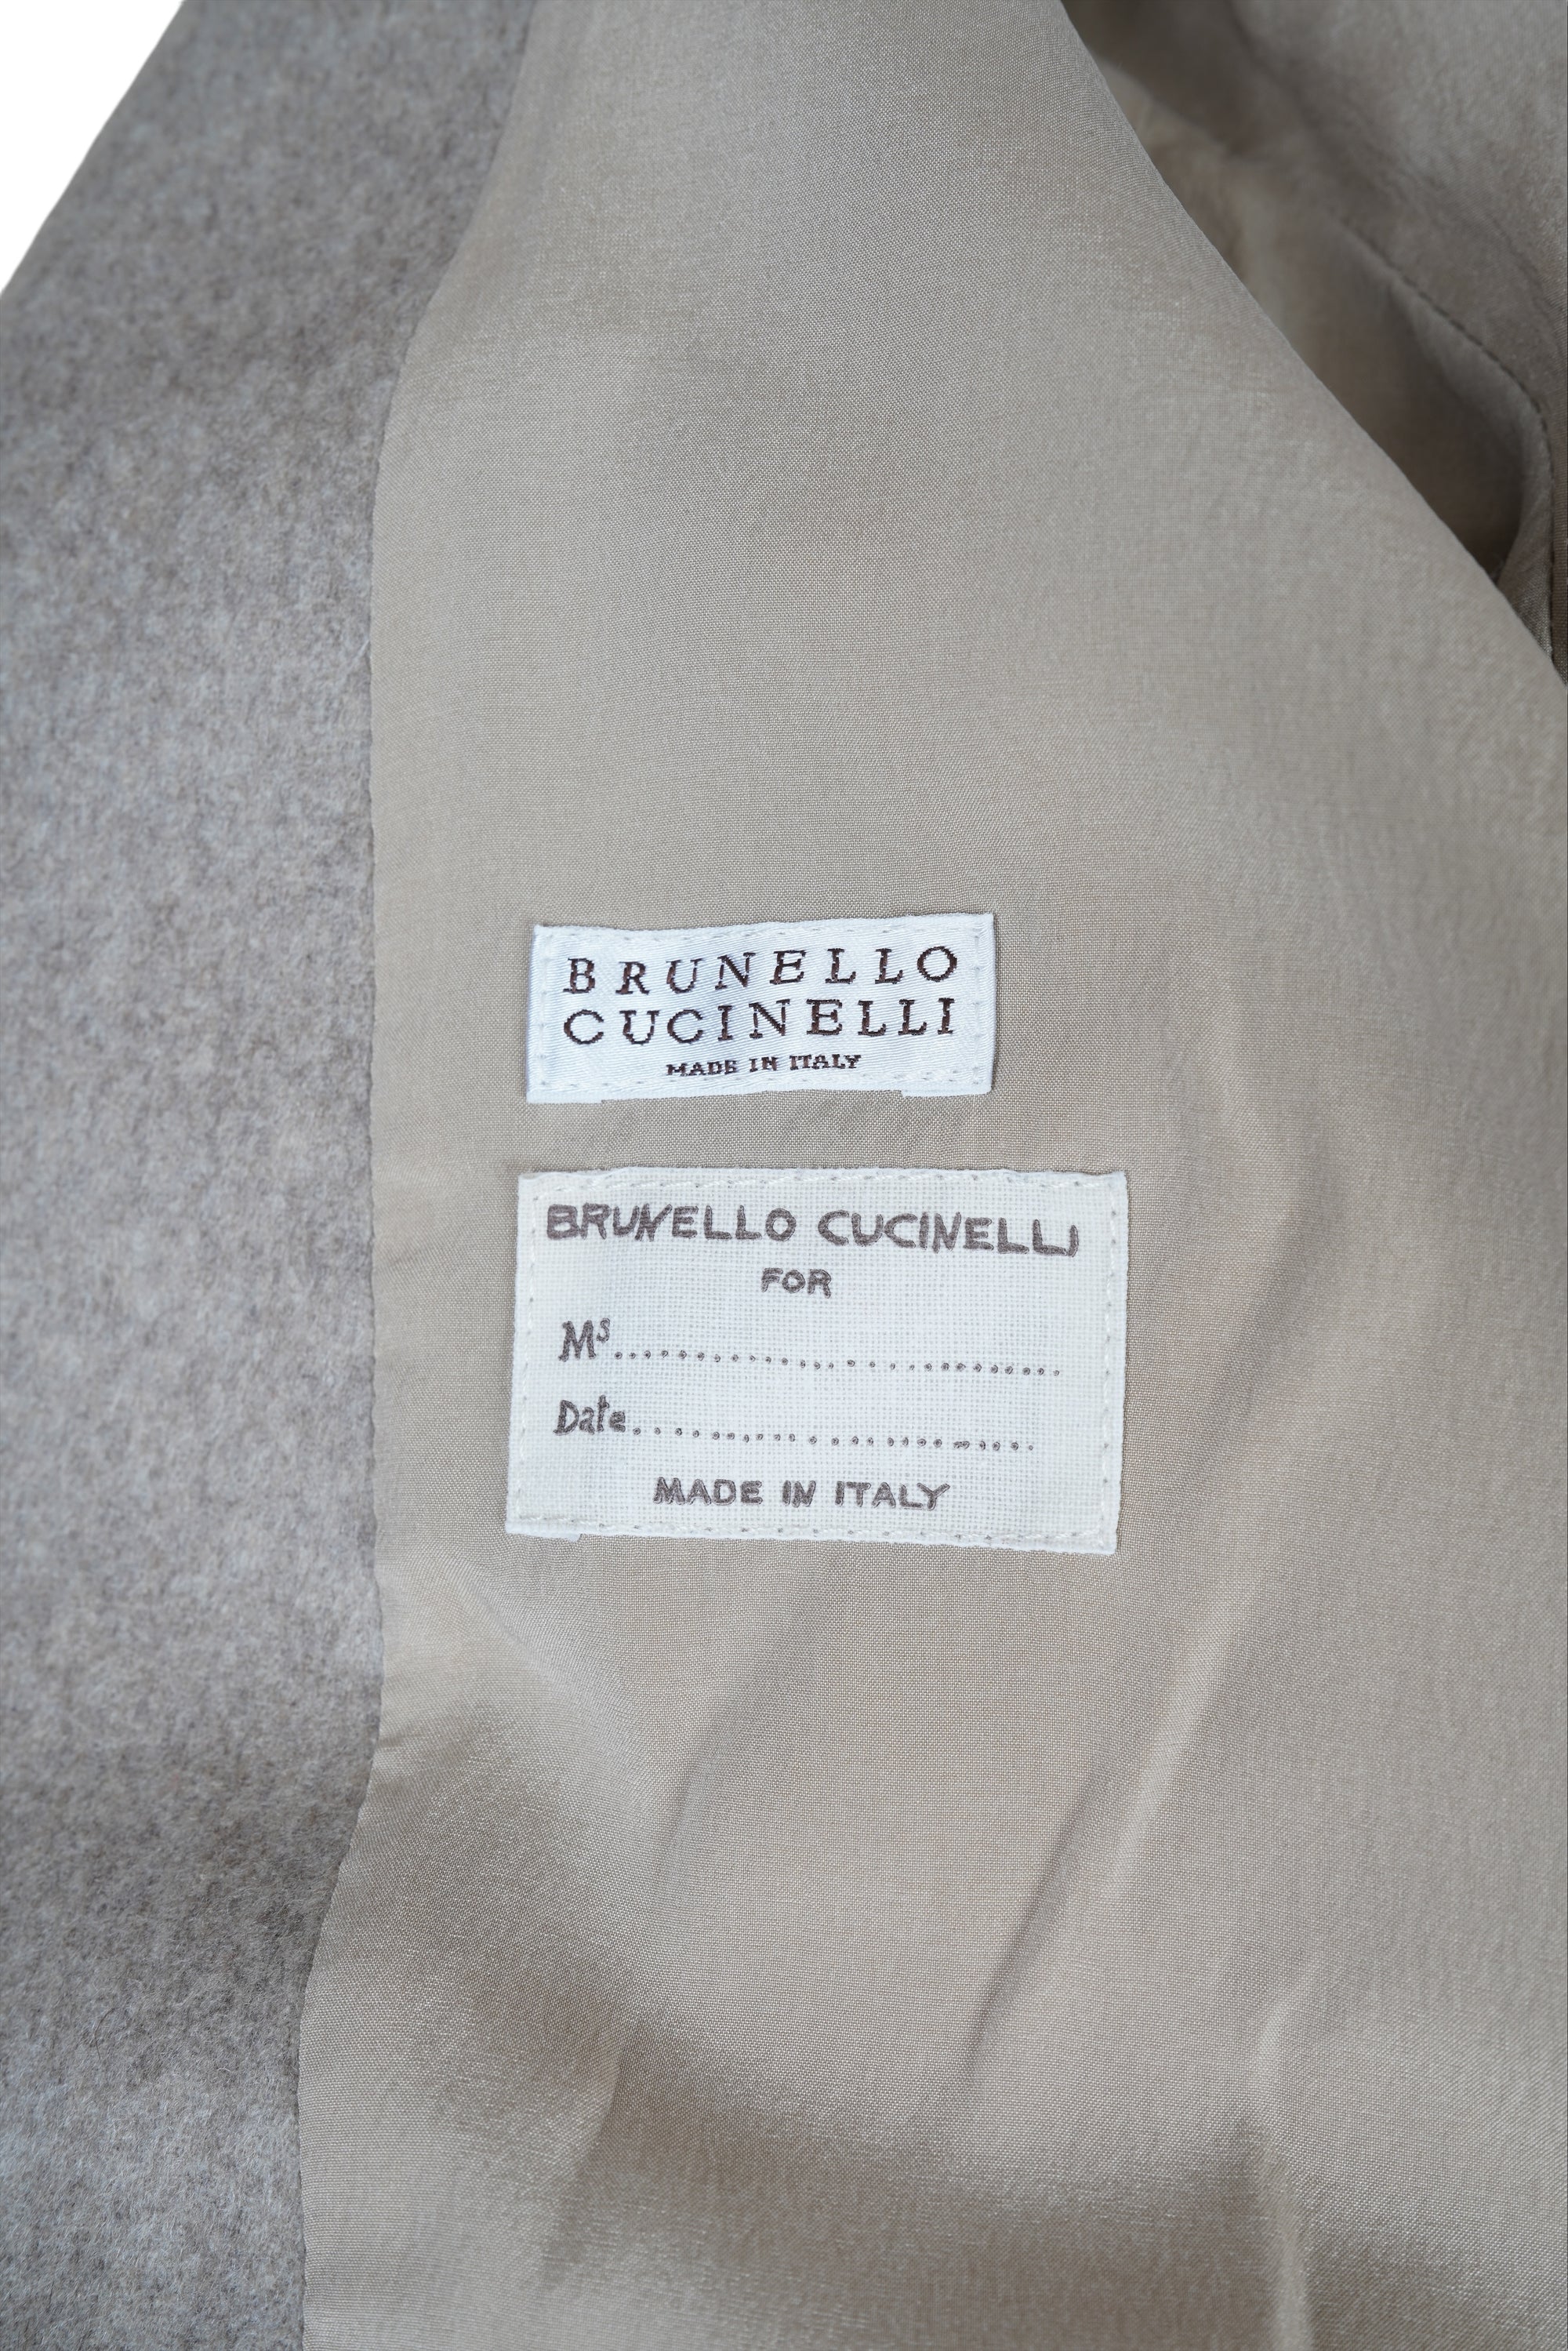 BRUNELLO
CUCINELLI
MADE IN ITALY
BRUNELLO CUCINELLI
FOR
Ms..............................
Date..............................
MADE IN ITALY